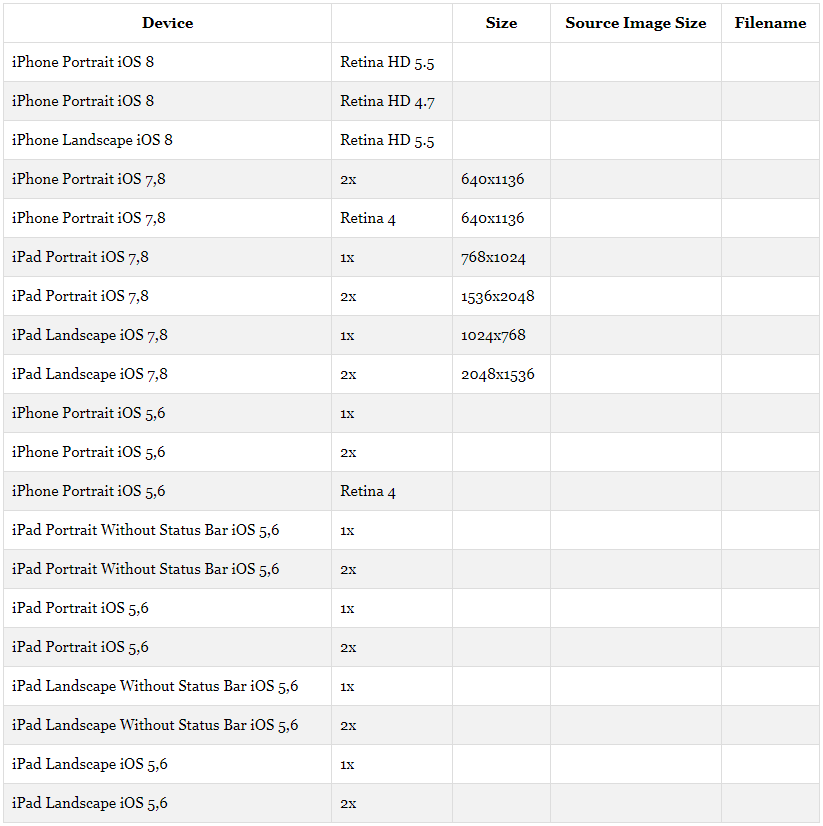 Device Size Source Image Size Filename
iPhone Portrait iOS 8 Retina HD 5.5
iPhone Portrait iOS 8 Retina HD 4.7
iPhone Landscape iOS 8 Retina HD 5.5
iPhone Portrait iOS 7,8 2x 640x1136
iPhone Portrait iOS 7,8 Retina 4 640x1136
iPad Portrait iOS 7,8 1x 768x1024
iPad Portrait iOS 7,8 2x 1536x2048
iPad Landscape iOS 7,8 1x 1024x768
iPad Landscape iOS 7,8 2x 2048x1536
iPhone Portrait iOS 5,6 1x
iPhone Portrait iOS 5,6 2x
iPhone Portrait iOS 5,6 Retina 4
iPad Portrait Without Status Bar iOS 5,6 1x
iPad Portrait Without Status Bar iOS 5,6 2x
iPad Portrait iOS 5,6 1x
iPad Portrait iOS 5,6 2x
iPad Landscape Without Status Bar iOS 5,6 1x
iPad Landscape Without Status Bar iOS 5,6 2x
iPad Landscape iOS 5,6 1x
iPad Landscape iOS 5,6 2x